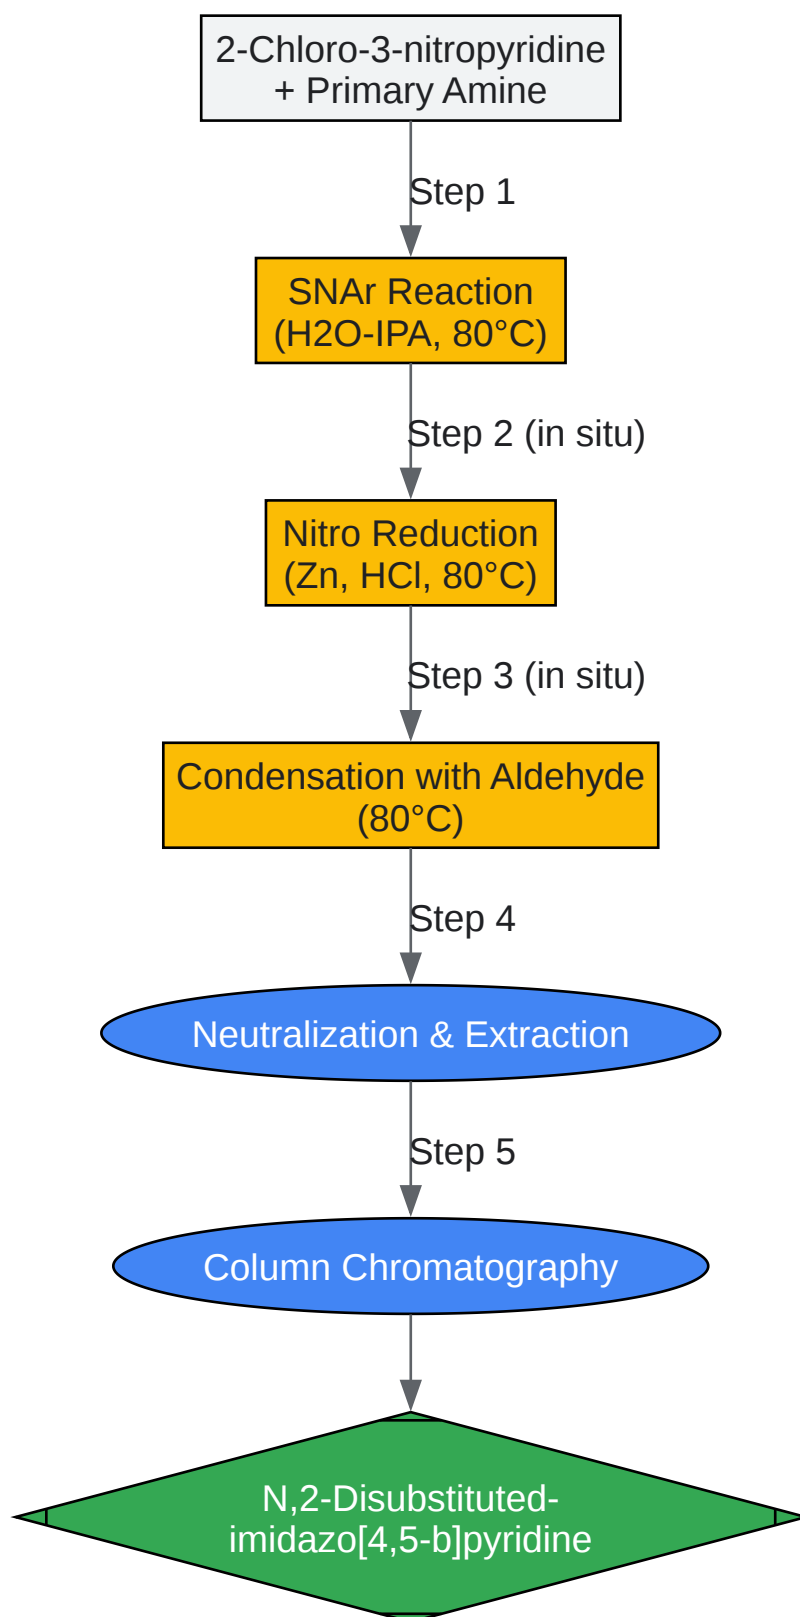 2-Chloro-3-nitropyridine
+ Primary Amine
Step 1
SNAr Reaction
(H2O-IPA, 80°C)
Step 2 (in situ)
Nitro Reduction
(Zn, HCl, 80°C)
Step 3 (in situ)
Condensation with Aldehyde
(80°C)
Step 4
Neutralization & Extraction
Step 5
Column Chromatography
N,2-Disubstituted-
imidazo[4,5-b]pyridine